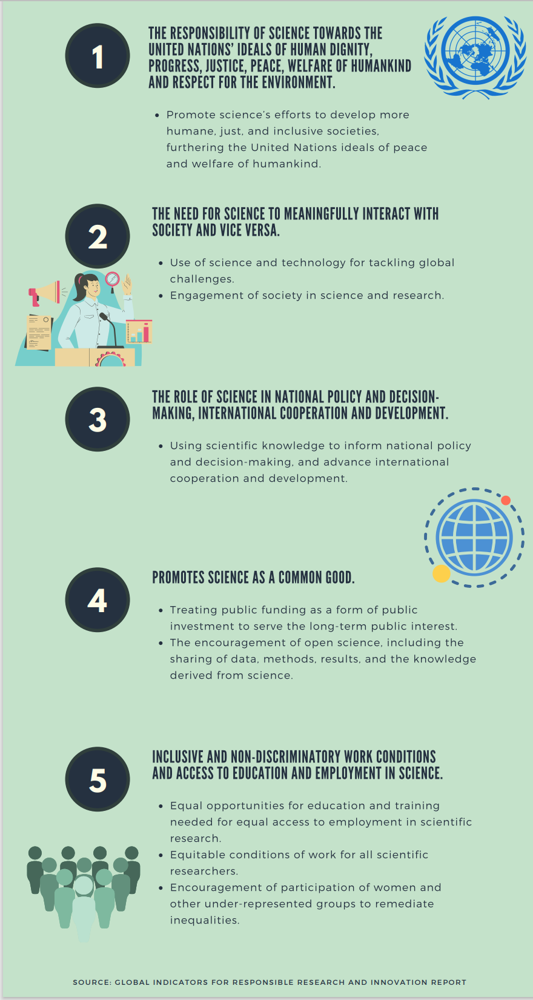 1
THE RESPONSIBILITY OF SCIENCE TOWARDS THE
UNITED NATIONS' IDEALS OF HUMAN DIGNITY,
PROGRESS, JUSTICE, PEACE, WELFARE OF HUMANKIND
AND RESPECT FOR THE ENVIRONMENT.
• Promote science's efforts to develop more
humane, just, and inclusive societies,
furthering the United Nations ideals of peace
and welfare of humankind.
2
THE NEED FOR SCIENCE TO MEANINGFULLY INTERACT WITH
SOCIETY AND VICE VERSA.
• Use of science and technology for tackling global
challenges.
• Engagement of society in science and research.
3
THE ROLE OF SCIENCE IN NATIONAL POLICY AND DECISION-
MAKING, INTERNATIONAL COOPERATION AND DEVELOPMENT.
• Using scientific knowledge to inform national policy
and decision-making, and advance international
cooperation and development.
4
PROMOTES SCIENCE AS A COMMON GOOD.
• Treating public funding as a form of public
investment to serve the long-term public interest.
• The encouragement of open science, including the
sharing of data, methods, results, and the knowledge
derived from science.
5
INCLUSIVE AND NON-DISCRIMINATORY WORK CONDITIONS
AND ACCESS TO EDUCATION AND EMPLOYMENT IN SCIENCE.
• Equal opportunities for education and training
needed for equal access to employment in scientific
research.
• Equitable conditions of work for all scientific
researchers.
• Encouragement of participation of women and
other under-represented groups to remediate
inequalities.
SOURCE: GLOBAL INDICATORS FOR RESPONSIBLE RESEARCH AND INNOVATION REPORT